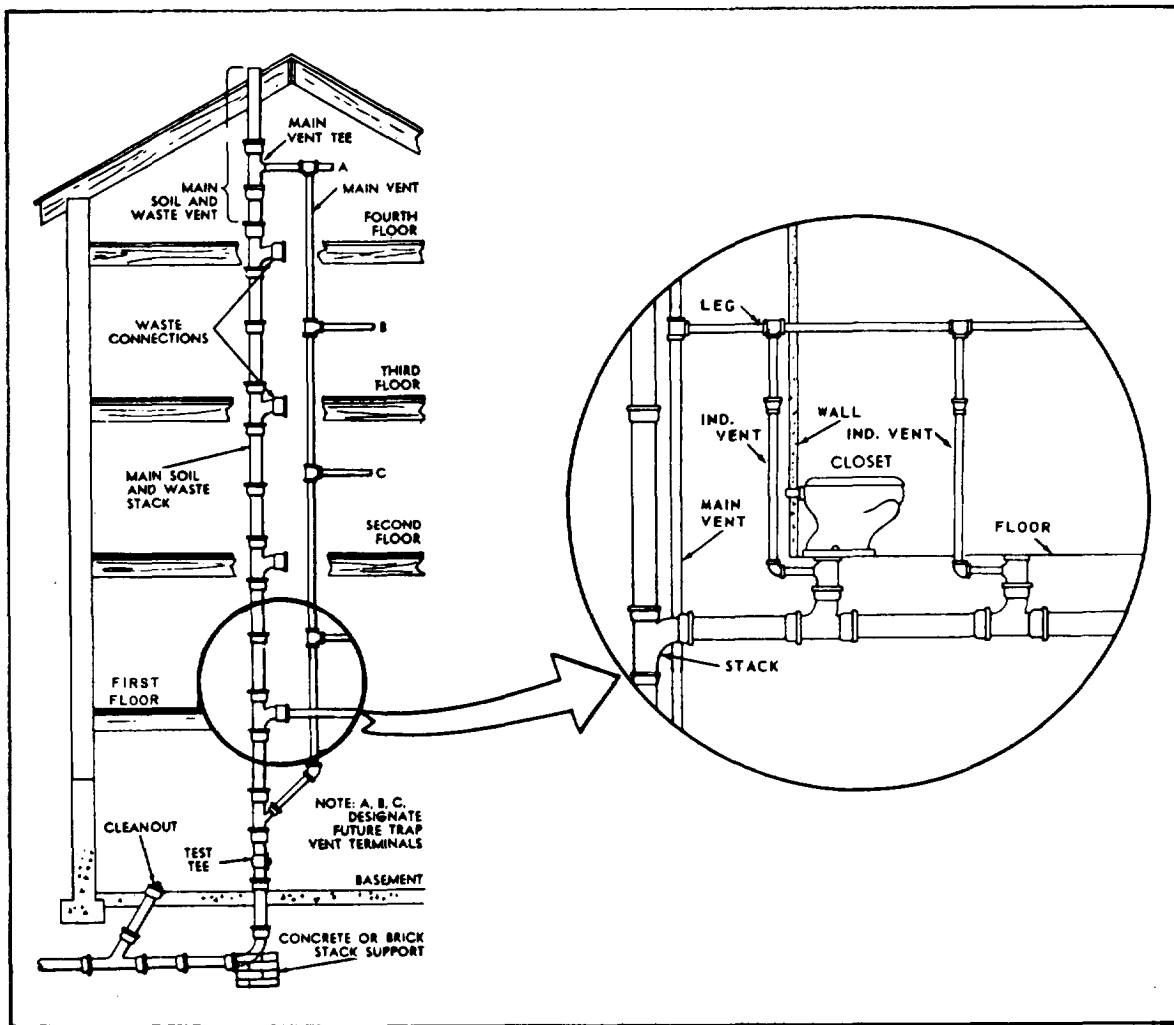 MAIN
VENT TEE
A
MAIN VENT
MAIN
SOIL AND
WASTE VENT
FOURTH
FLOOR
WASTE
CONNECTIONS
B
THIRD
FLOOR
MAIN SOIL
AND WASTE
STACK
C
SECOND
FLOOR
FIRST
FLOOR
NOTE: A, B, C,
DESIGNATE
FUTURE TRAP
VENT TERMINALS
CLEANOUT
TEST
TEE
BASEMENT
CONCRETE OR BRICK
STACK SUPPORT
LEG
IND.
VENT
WALL
IND. VENT
CLOSET
MAIN
VENT
FLOOR
STACK